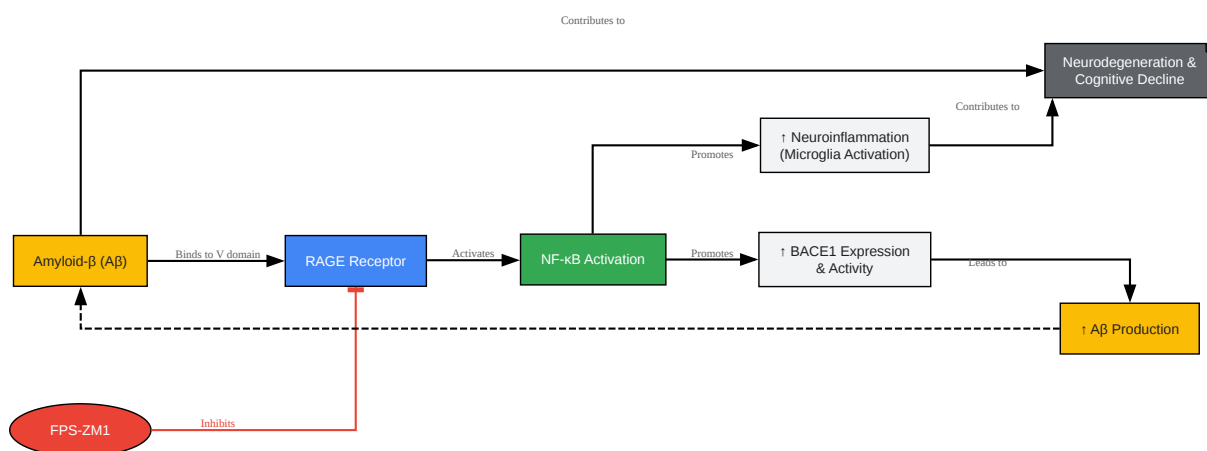 Contributes to
Neurodegeneration &
Cognitive Decline
Contributes to
↑ Neuroinflammation
(Microglia Activation)
Promotes
Amyloid-β (Aβ)
Binds to V domain
RAGE Receptor
Activates
NF-κB Activation
Promotes
↑ BACE1 Expression
& Activity
Leads to
↑ Aβ Production
FPS-ZM1
Inhibits